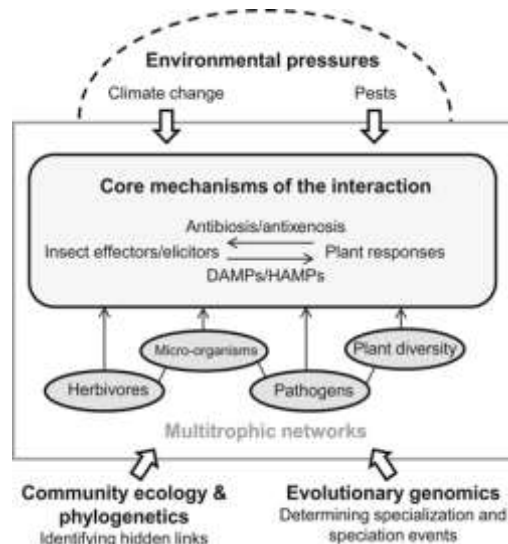 Environmental pressures
Climate change
Pests
Core mechanisms of the interaction
Antibiosis/antixenosis
Insect effectors/elicitors
Plant responses
DAMPs/HAMPs
Micro-organisms
Plant diversity
Herbivores
Pathogens
Multitrophic networks
Community ecology &
phylogenetics
Identifying hidden links
Evolutionary genomics
Determining specialization and
speciation events